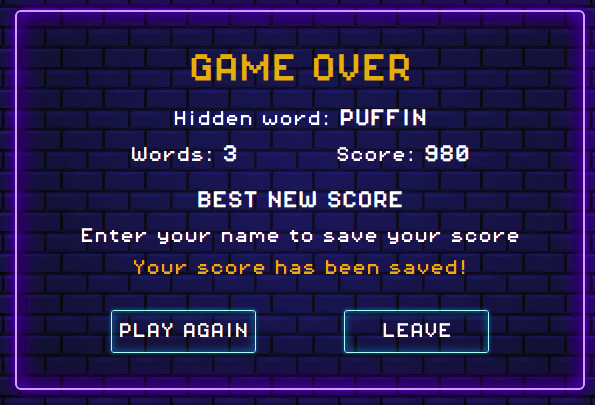 GAME OVER
Hidden word: PUFFIN
Words: 3 Score: 980
BEST NEW SCORE
Enter your name to save your score
Your score has been saved!
PLAY AGAIN LEAVE